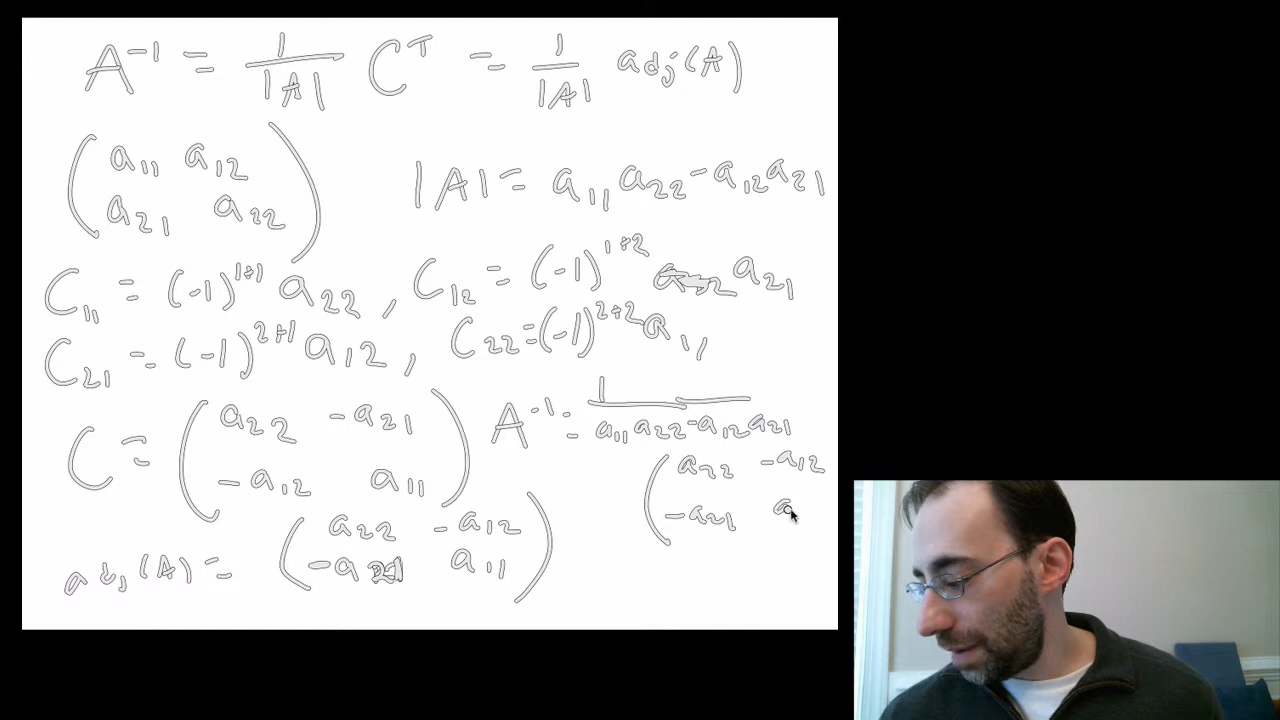 A⁻¹ = 1/|A| Cᵀ = 1/|A| adj(A)
(a₁₁ a₁₂
a₂₁ a₂₂)
|A| = a₁₁a₂₂-a₁₂a₂₁
C₁₁ = (-1)¹⁺¹ a₂₂ , C₁₂ = (-1)¹⁺² a₂₁
C₂₁ = (-1)²⁺¹ a₁₂ , C₂₂=(-1)²⁺² a₁₁
C = (a₂₂ -a₂₁
-a₁₂ a₁₁)
A⁻¹ = 1/(a₁₁a₂₂-a₁₂a₂₁)
(a₂₂ -a₁₂
-a₂₁ a
adj(A) = (a₂₂ -a₁₂
-a₂₁ a₁₁)